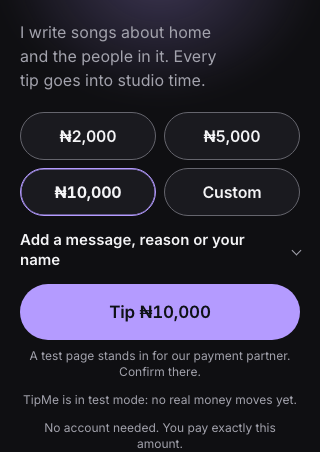 I write songs about home
and the people in it. Every
tip goes into studio time.
₦2,000
₦5,000
₦10,000
Custom
Add a message, reason or your
name
Tip ₦10,000
A test page stands in for our payment partner.
Confirm there.
TipMe is in test mode: no real money moves yet.
No account needed. You pay exactly this
amount.